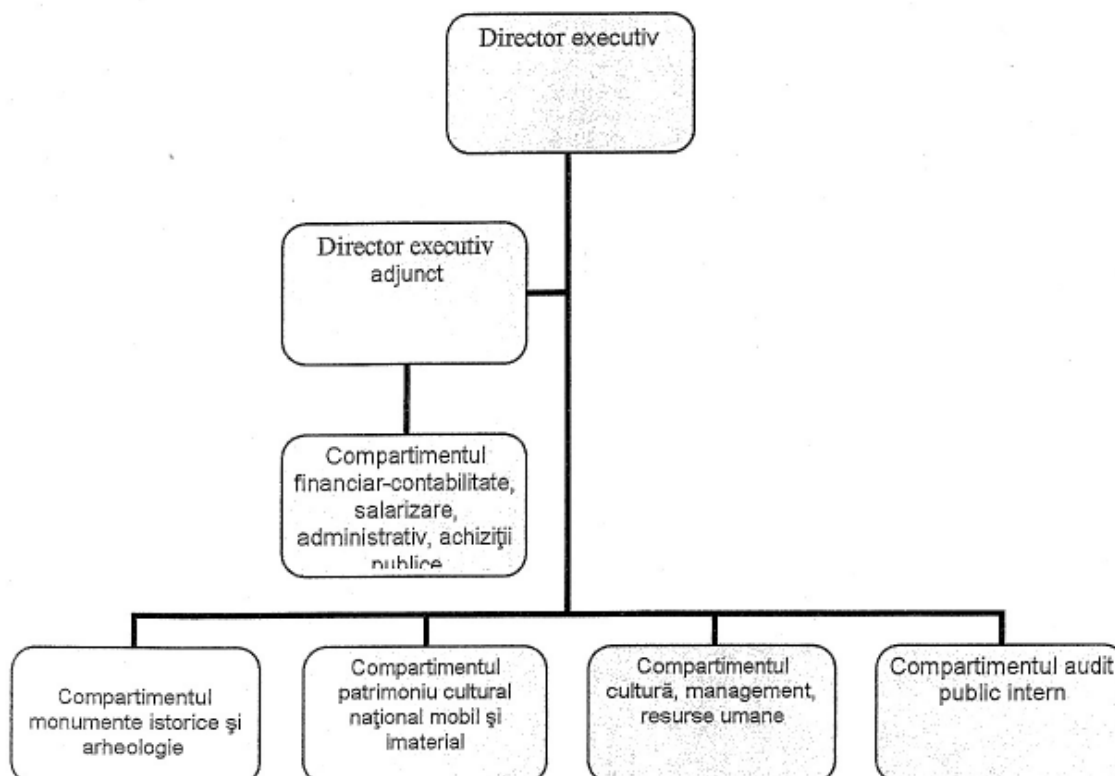 Director executiv
Director executiv
adjunct
Compartimentul
financiar-contabilitate,
salarizare,
administrativ, achiziţii
publice
Compartimentul
monumente istorice şi
arheologie
Compartimentul
patrimoniu cultural
naţional mobil şi
imaterial
Compartimentul
cultură, management,
resurse umane
Compartimentul audit
public intern